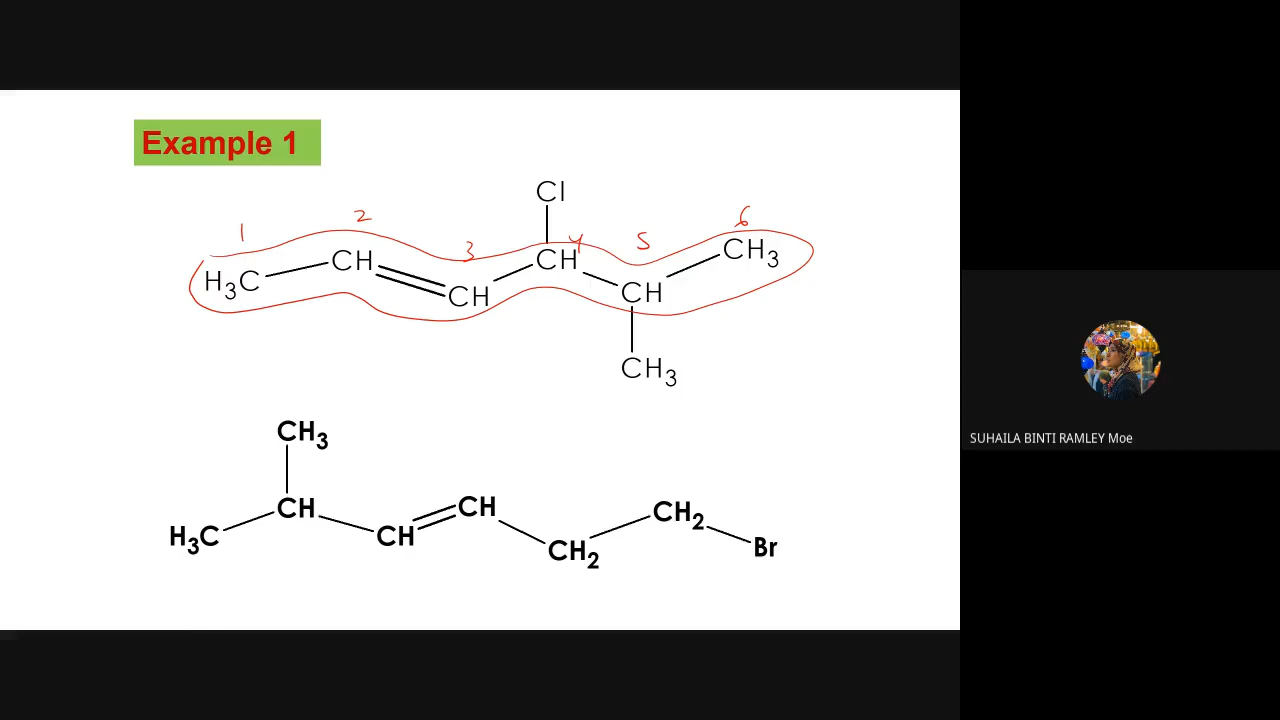 Example 1
Cl
1 2 3 4 5 6
H3C CH CH CH CH CH3
CH3
CH3
H3C CH CH CH CH2 CH2 Br
SUHAILA BINTI RAMLEY Moe